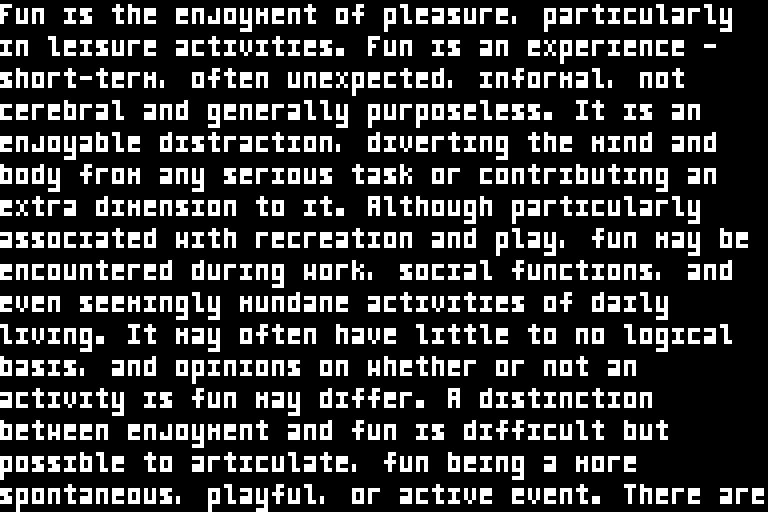 Fun is the enjoyment of pleasure, particularly
in leisure activities. Fun is an experience -
short-term, often unexpected, informal, not
cerebral and generally purposeless. It is an
enjoyable distraction, diverting the mind and
body from any serious task or contributing an
extra dimension to it. Although particularly
associated with recreation and play, fun may be
encountered during work, social functions, and
even seemingly mundane activities of daily
living. It may often have little to no logical
basis, and opinions on whether or not an
activity is fun may differ. A distinction
between enjoyment and fun is difficult but
possible to articulate, fun being a more
spontaneous, playful, or active event. There are